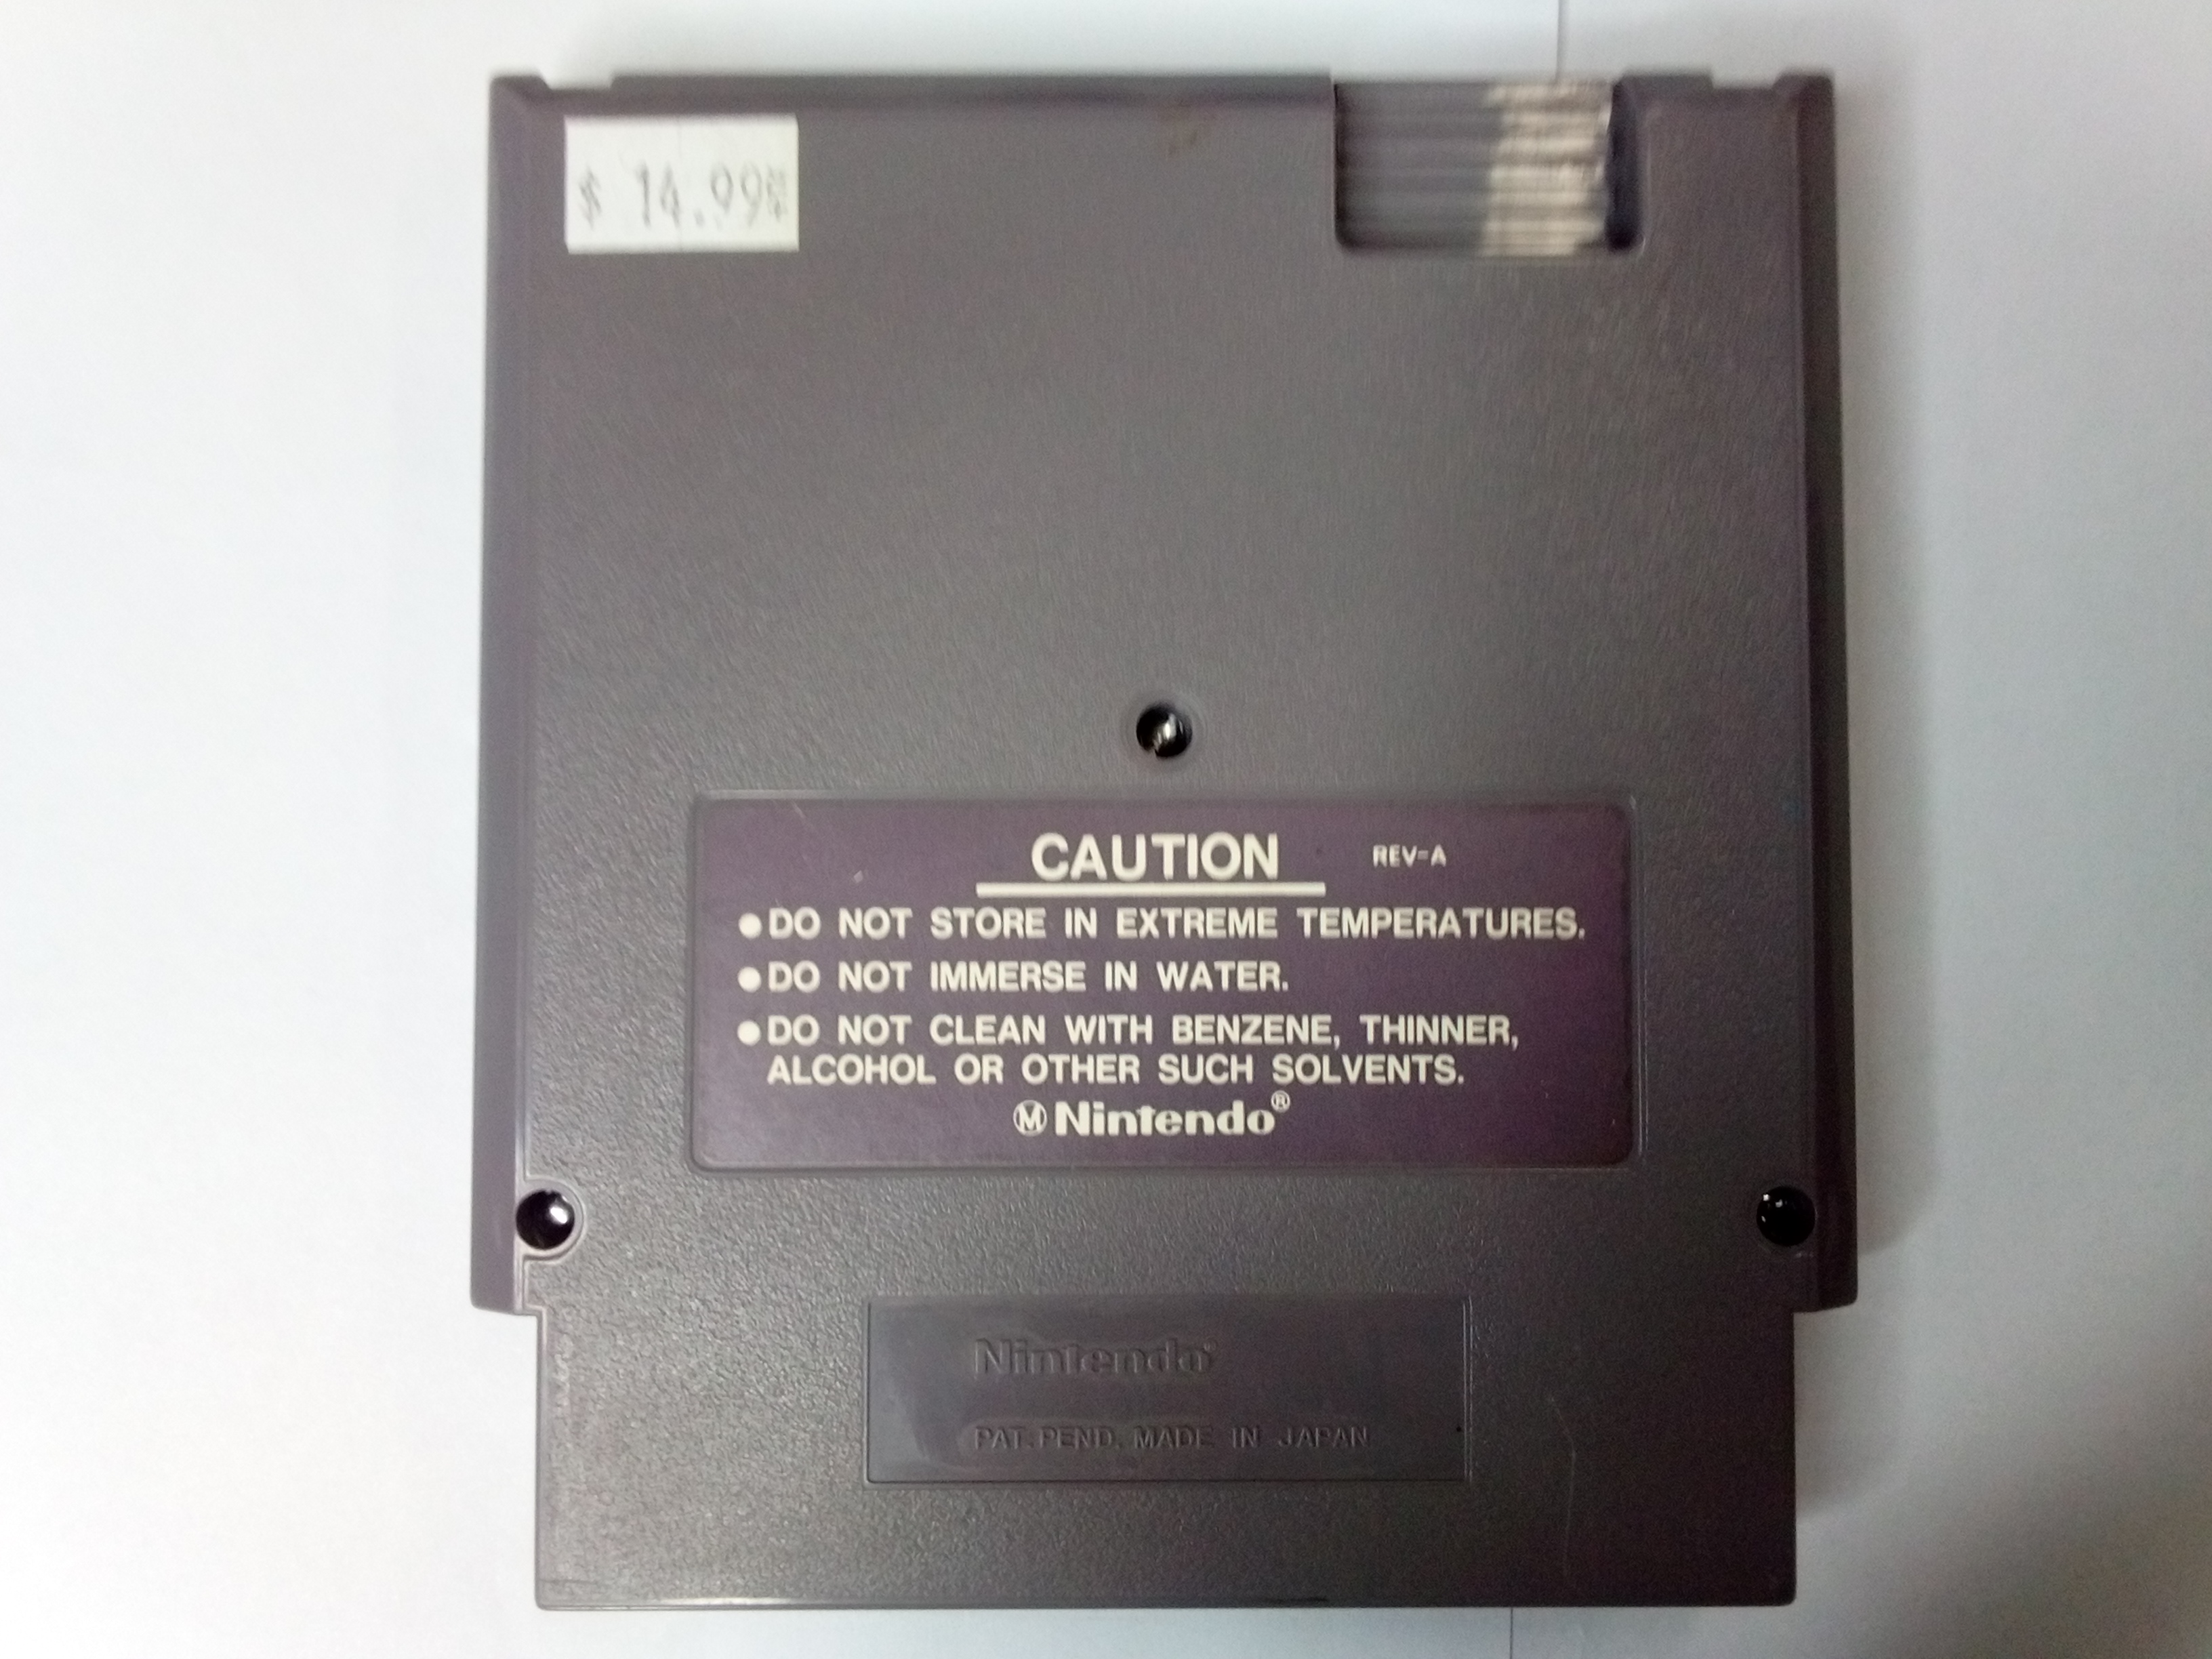 $ 14.99
CAUTION REV-A
●DO NOT STORE IN EXTREME TEMPERATURES.
●DO NOT IMMERSE IN WATER.
●DO NOT CLEAN WITH BENZENE, THINNER,
ALCOHOL OR OTHER SUCH SOLVENTS.
Ⓜ Nintendo®
Nintendo®
PAT. PEND. MADE IN JAPAN